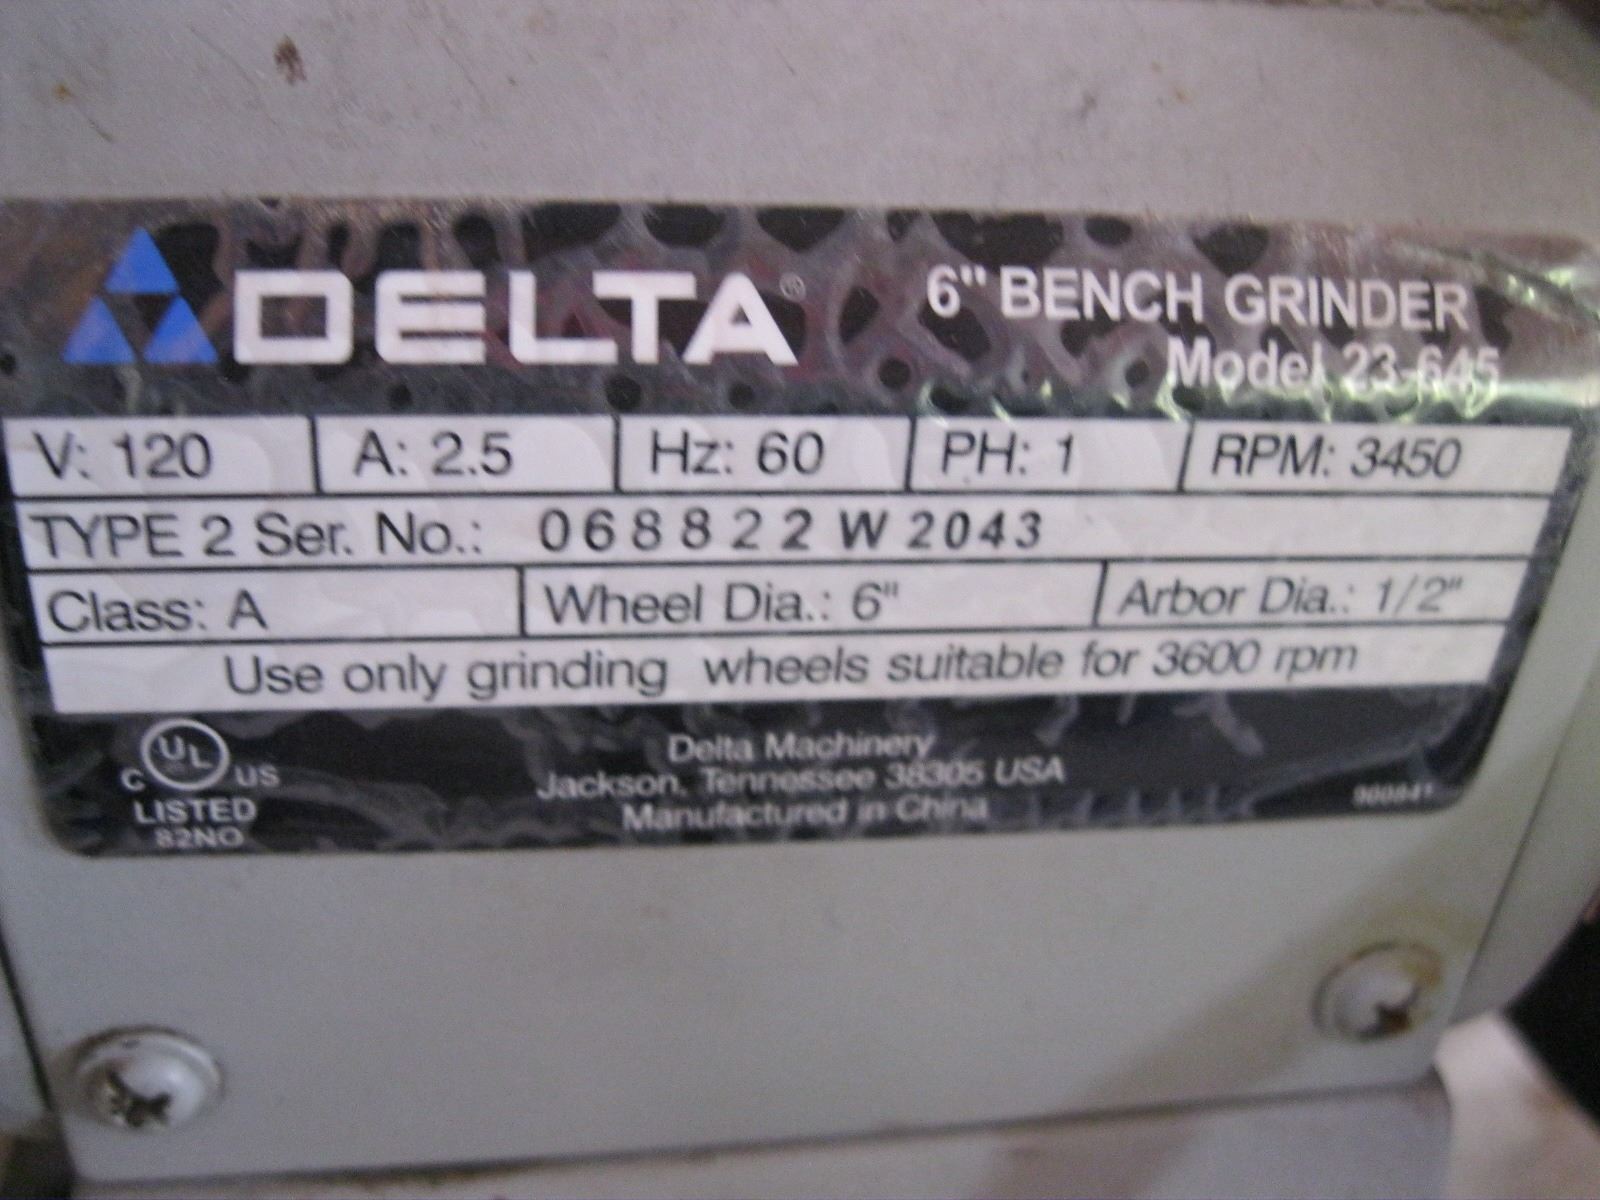 DELTA® 6" BENCH GRINDER
Model 23-645
V: 120 A: 2.5 Hz: 60 PH: 1 RPM: 3450
TYPE 2 Ser. No.: 068822 W 2043
Class: A Wheel Dia.: 6" Arbor Dia.: 1/2"
Use only grinding wheels suitable for 3600 rpm
C UL US
LISTED
82NO
Delta Machinery
Jackson, Tennessee 38305 USA
Manufactured in China